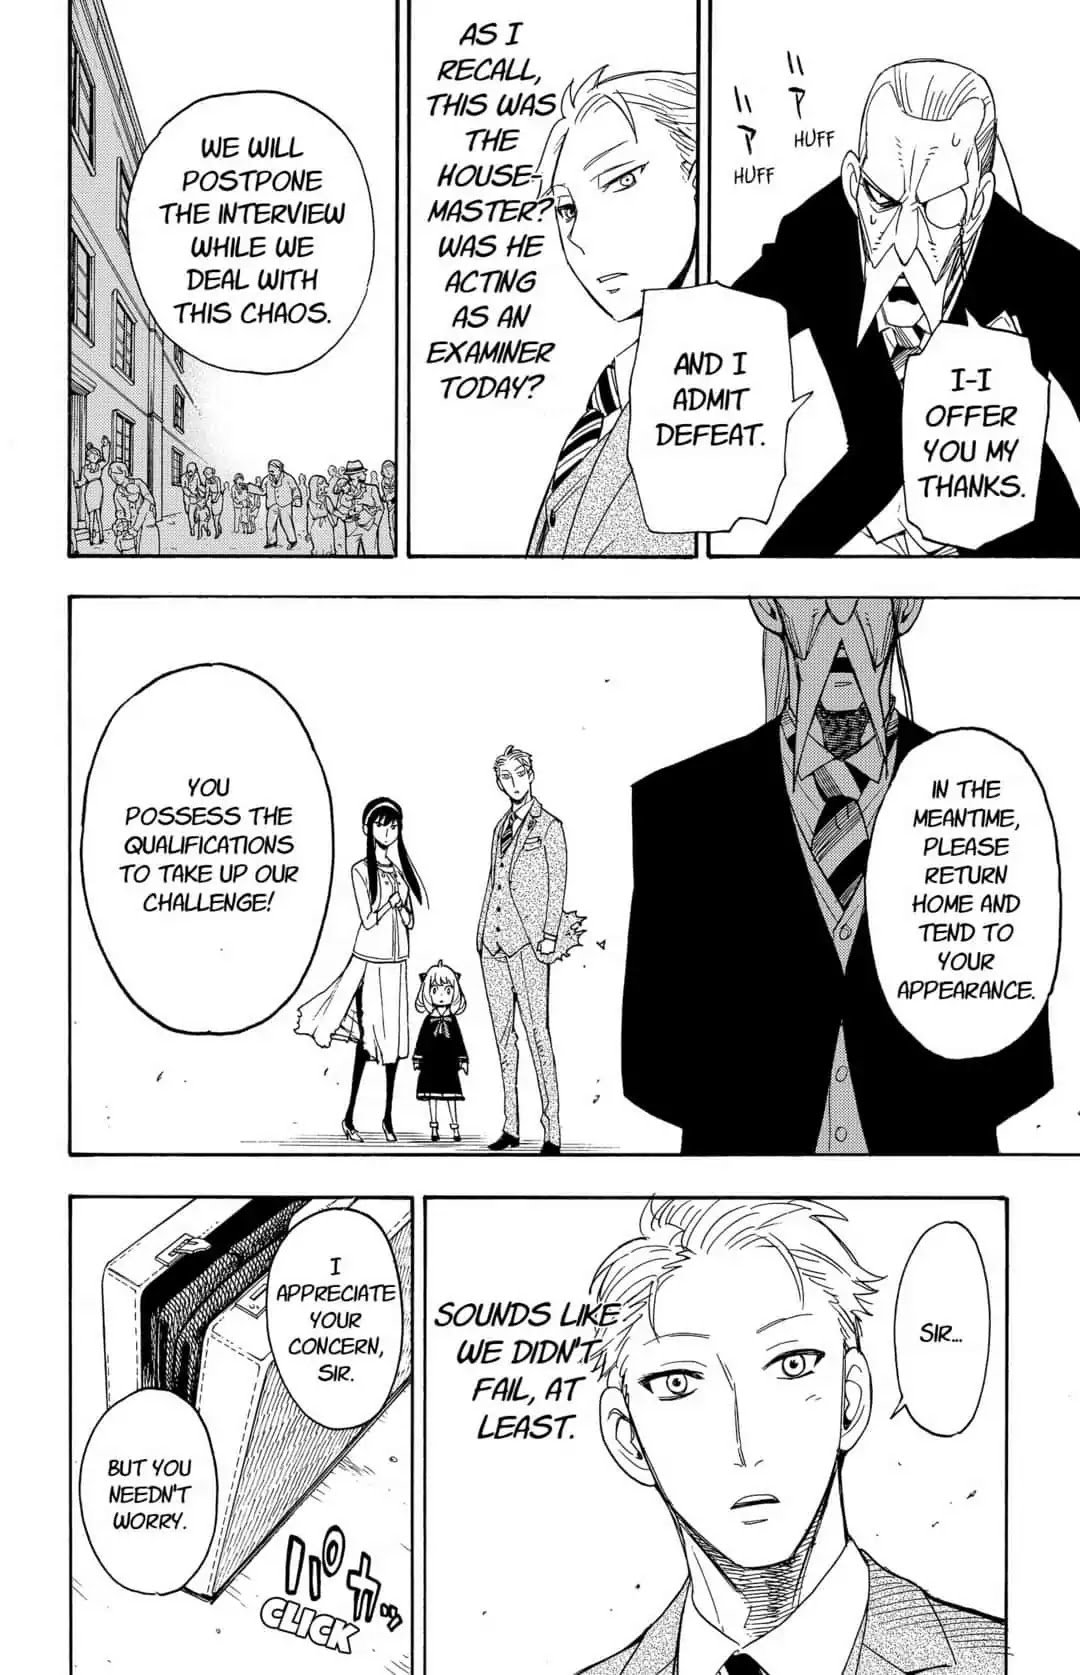 ハァ
ハァ
HUFF
HUFF
I-I
OFFER
YOU MY
THANKS.
AND I
ADMIT
DEFEAT.
AS I
RECALL,
THIS WAS
THE
HOUSE-
MASTER?
WAS HE
ACTING
AS AN
EXAMINER
TODAY?
WE WILL
POSTPONE
THE INTERVIEW
WHILE WE
DEAL WITH
THIS CHAOS.
IN THE
MEANTIME,
PLEASE
RETURN
HOME AND
TEND TO
YOUR
APPEARANCE.
YOU
POSSESS THE
QUALIFICATIONS
TO TAKE UP OUR
CHALLENGE!
SIR...
SOUNDS LIKE
WE DIDN'T
FAIL, AT
LEAST.
I
APPRECIATE
YOUR
CONCERN,
SIR.
BUT YOU
NEEDN'T
WORRY.
パカッ
CLICK